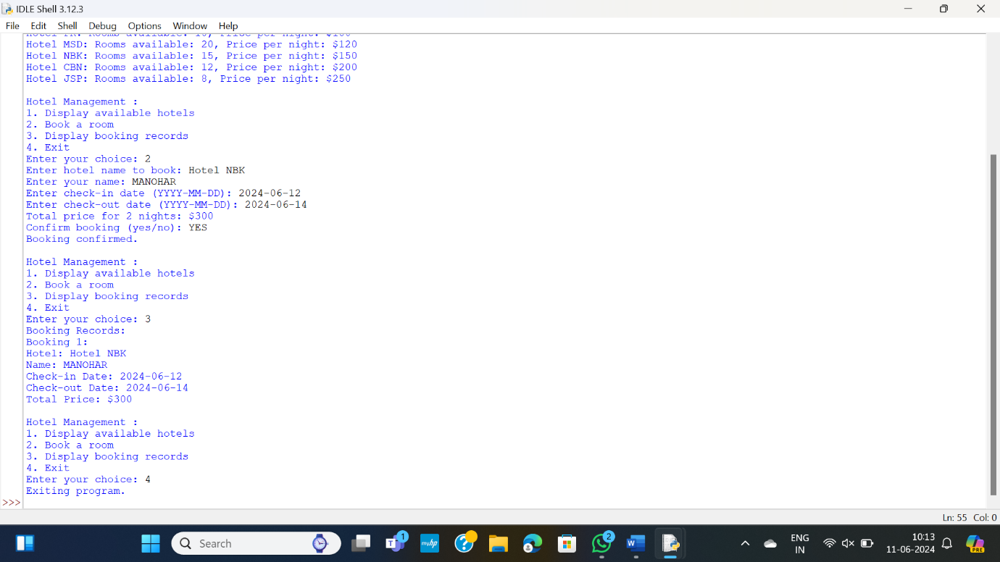 IDLE Shell 3.12.3
File Edit Shell Debug Options Window Help
Hotel MSD: Rooms available: 20, Price per night: $120
Hotel NBK: Rooms available: 15, Price per night: $150
Hotel CBN: Rooms available: 12, Price per night: $200
Hotel JSP: Rooms available: 8, Price per night: $250
Hotel Management :
1. Display available hotels
2. Book a room
3. Display booking records
4. Exit
Enter your choice: 2
Enter hotel name to book: Hotel NBK
Enter your name: MANOHAR
Enter check-in date (YYYY-MM-DD): 2024-06-12
Enter check-out date (YYYY-MM-DD): 2024-06-14
Total price for 2 nights: $300
Confirm booking (yes/no): YES
Booking confirmed.
Hotel Management :
1. Display available hotels
2. Book a room
3. Display booking records
4. Exit
Enter your choice: 3
Booking Records:
Booking 1:
Hotel: Hotel NBK
Name: MANOHAR
Check-in Date: 2024-06-12
Check-out Date: 2024-06-14
Total Price: $300
Hotel Management :
1. Display available hotels
2. Book a room
3. Display booking records
4. Exit
Enter your choice: 4
Exiting program.
>>>
Ln: 55 Col: 0
Search
T
1
myhp
?
2
W
ENG
IN
10:13
11-06-2024
PRE